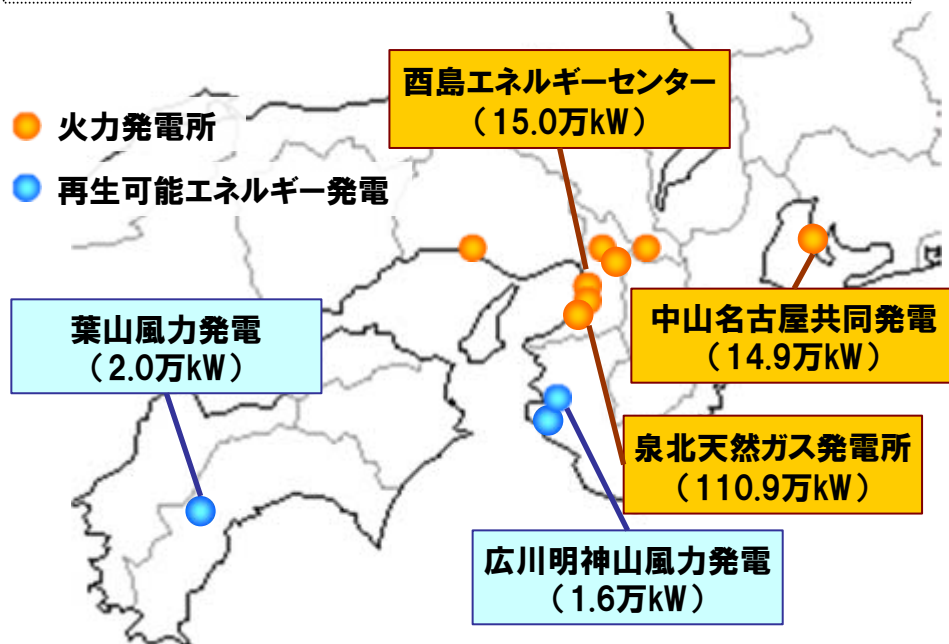 酉島エネルギーセンター
（15.0万kW）
火力発電所
再生可能エネルギー発電
葉山風力発電
（2.0万kW）
中山名古屋共同発電
（14.9万kW）
泉北天然ガス発電所
（110.9万kW）
広川明神山風力発電
（1.6万kW）